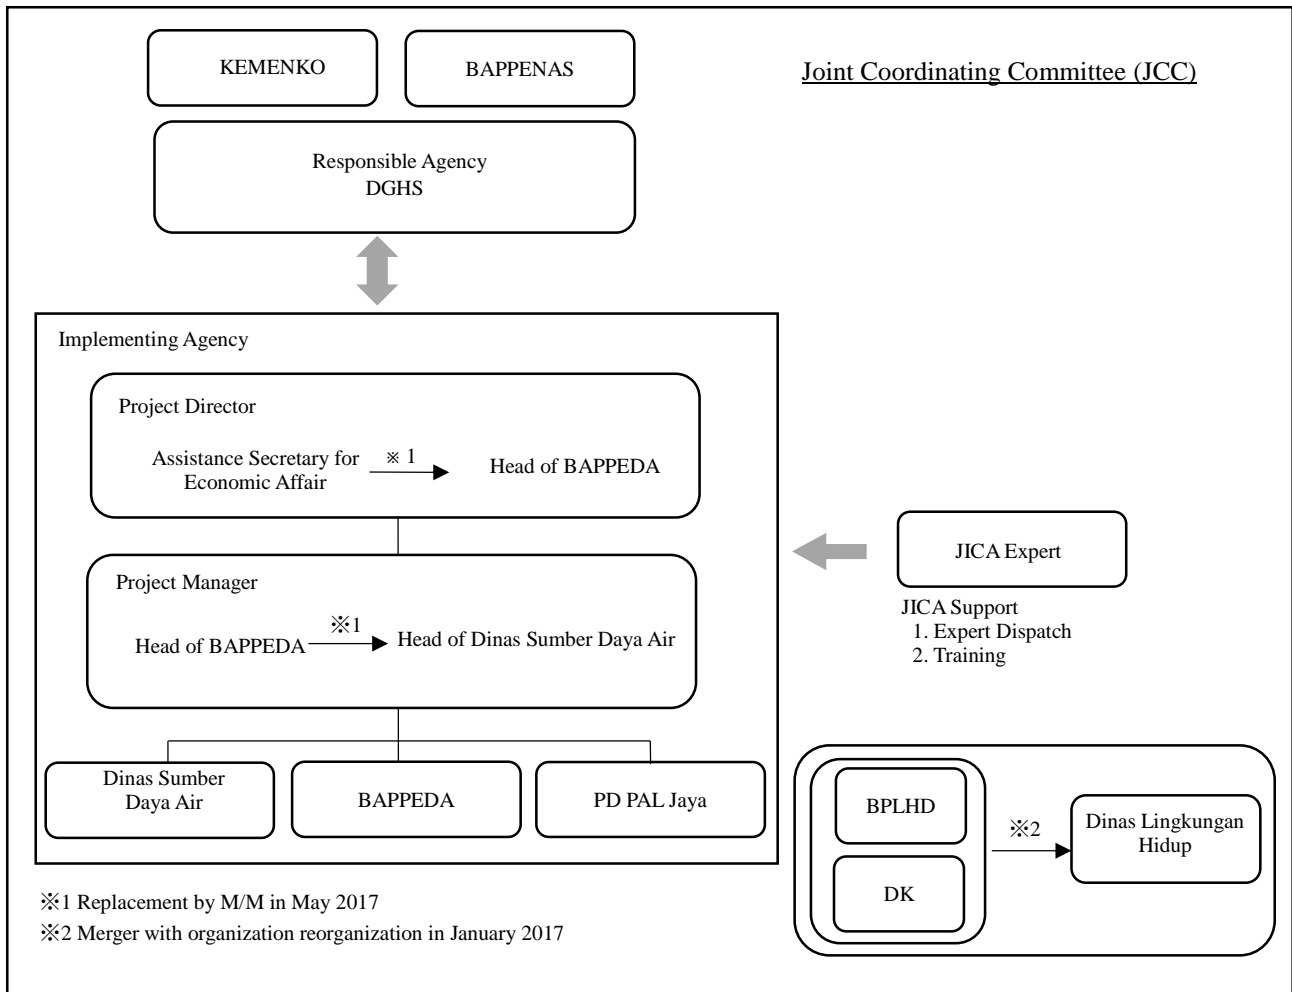 KEMENKO
BAPPENAS
Joint Coordinating Committee (JCC)
Responsible Agency
DGHS
Implementing Agency
Project Director
Assistance Secretary for
Economic Affair
※ 1
Head of BAPPEDA
Project Manager
Head of BAPPEDA
※1
Head of Dinas Sumber Daya Air
JICA Expert
JICA Support
1. Expert Dispatch
2. Training
Dinas Sumber
Daya Air
BAPPEDA
PD PAL Jaya
BPLHD
DK
※2
Dinas Lingkungan
Hidup
※1 Replacement by M/M in May 2017
※2 Merger with organization reorganization in January 2017